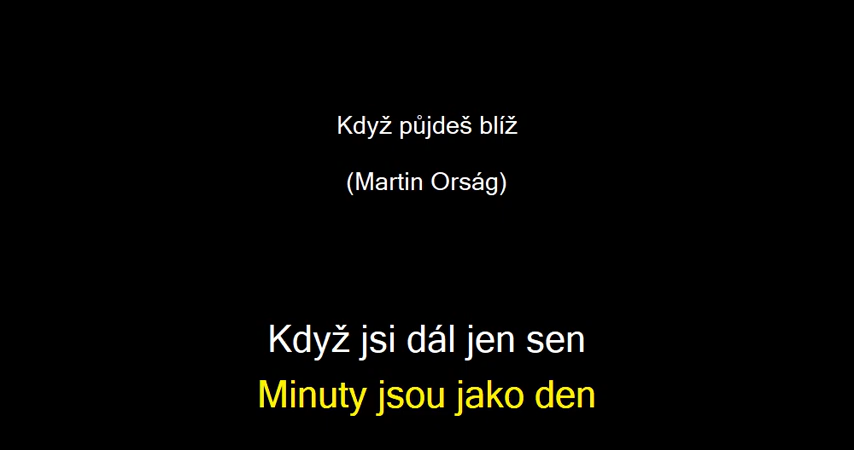 Když půjdeš blíž
(Martin Orság)
Když jsi dál jen sen
Minuty jsou jako den